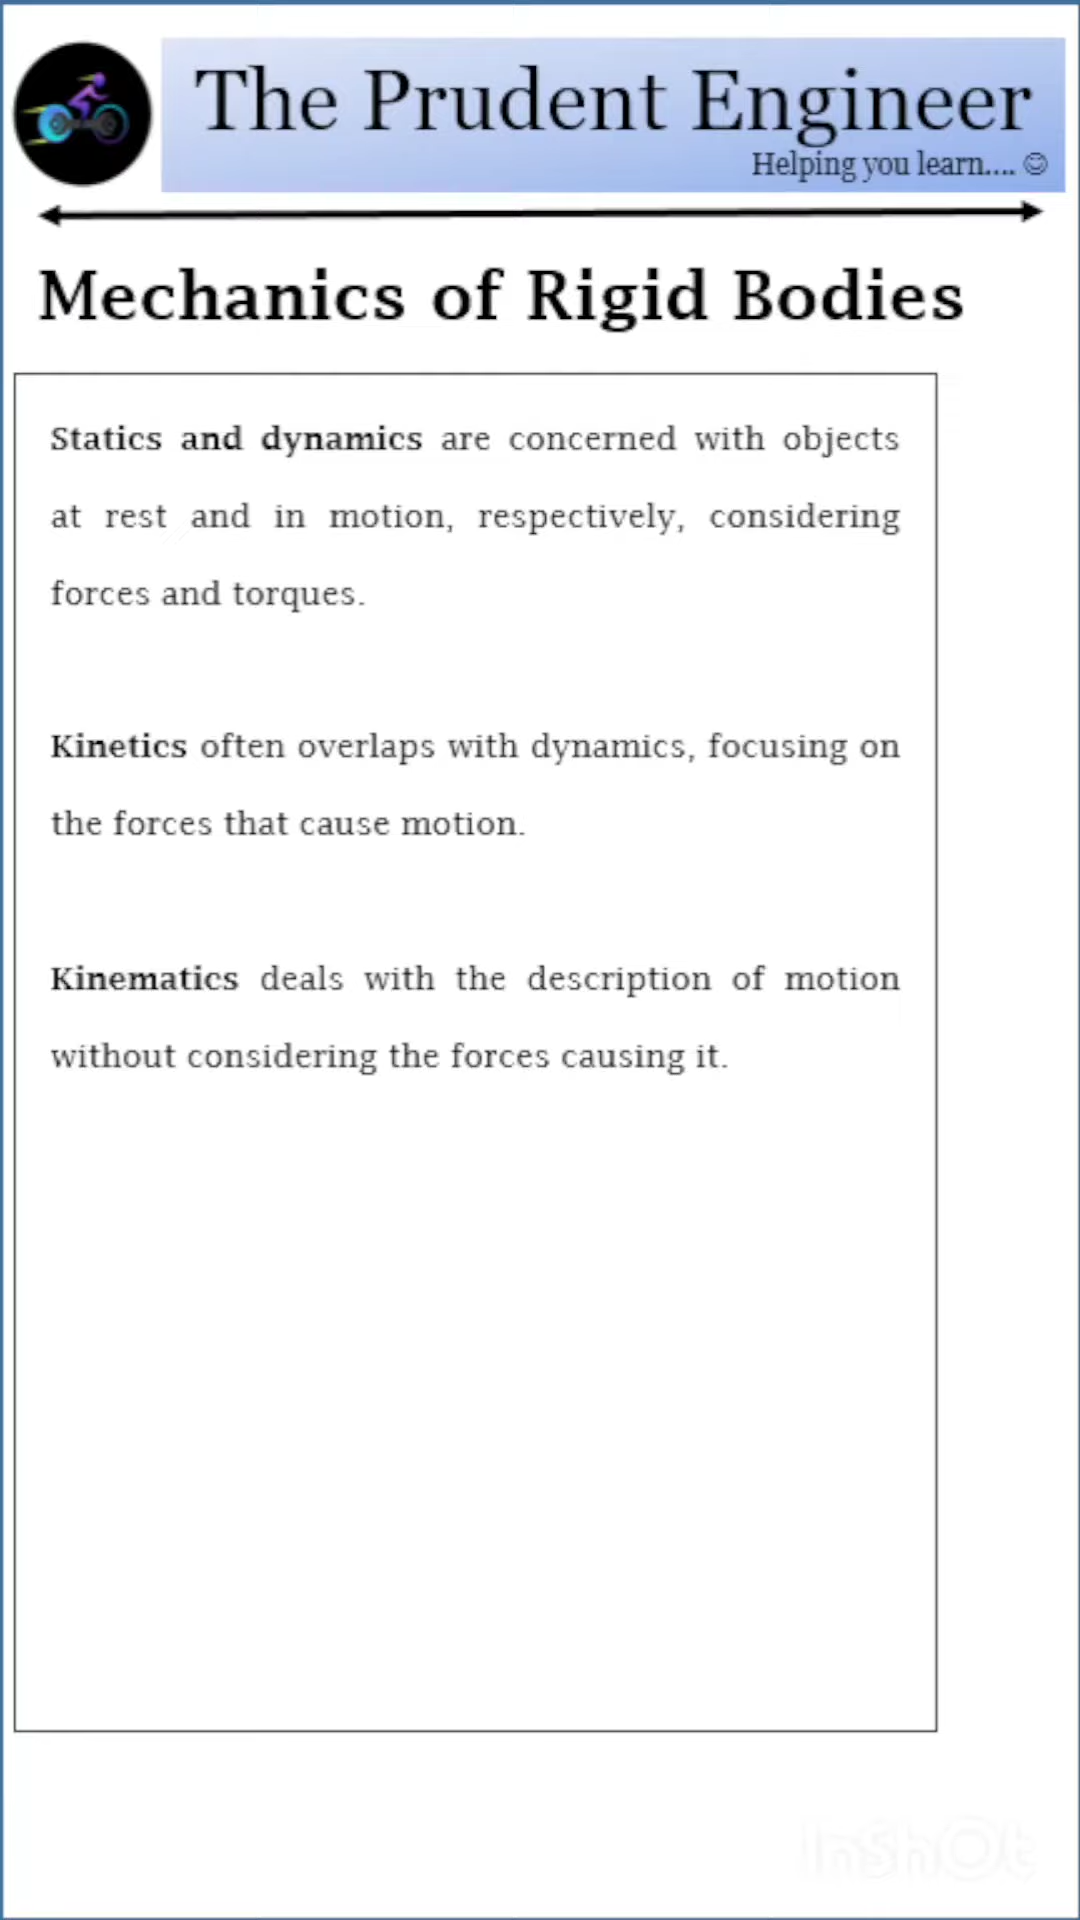 The Prudent Engineer
Helping you learn.... ☺
Mechanics of Rigid Bodies
Statics and dynamics are concerned with objects
at rest and in motion, respectively, considering
forces and torques.
Kinetics often overlaps with dynamics, focusing on
the forces that cause motion.
Kinematics deals with the description of motion
without considering the forces causing it.
InShOt